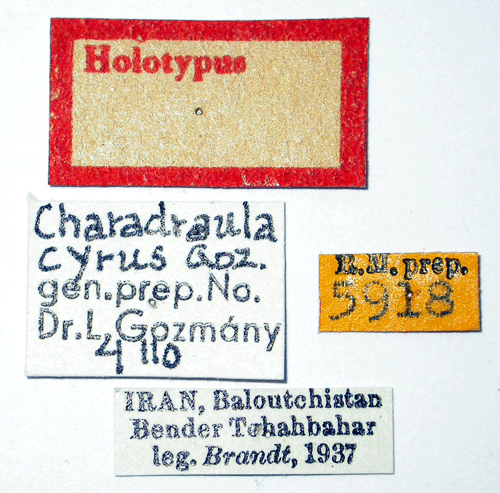 Holotypus
Charadraula
cyrus Goz.
gen.prep.No.
Dr.L.Gozmány
4110
R.M. prep.
5918
IRAN, Baloutchistan
Bender Tchahbahar
leg. Brandt, 1937